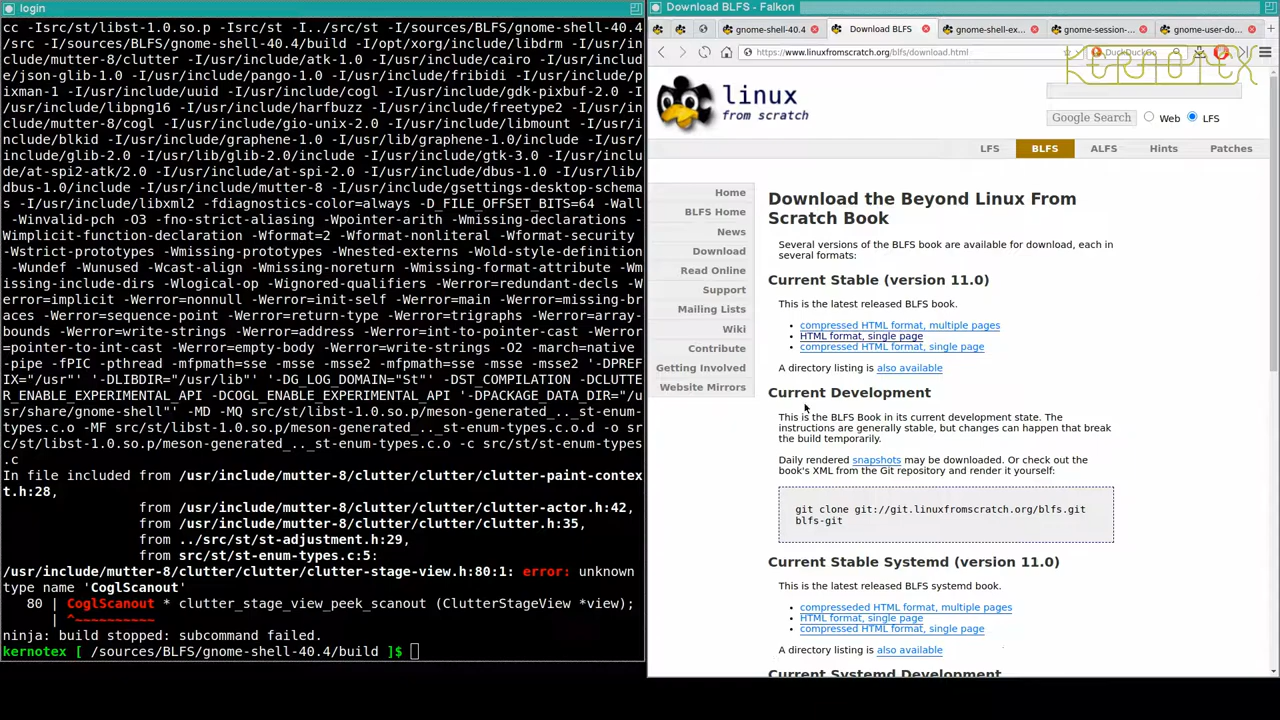 login
cc -Isrc/st/libst-1.0.so.p -Isrc/st -I../src/st -I/sources/BLFS/gnome-shell-40.4
/src -I/sources/BLFS/gnome-shell-40.4/build -I/opt/xorg/include/libdrm -I/usr/in
clude/mutter-8/clutter -I/usr/include/atk-1.0 -I/usr/include/cairo -I/usr/includ
e/json-glib-1.0 -I/usr/include/pango-1.0 -I/usr/include/fribidi -I/usr/include/p
ixman-1 -I/usr/include/uuid -I/usr/include/cogl -I/usr/include/gdk-pixbuf-2.0 -I
/usr/include/libpng16 -I/usr/include/harfbuzz -I/usr/include/freetype2 -I/usr/in
clude/mutter-8/cogl -I/usr/include/gio-unix-2.0 -I/usr/include/libmount -I/usr/i
nclude/blkid -I/usr/include/graphene-1.0 -I/usr/lib/graphene-1.0/include -I/usr/
include/glib-2.0 -I/usr/lib/glib-2.0/include -I/usr/include/gtk-3.0 -I/usr/inclu
de/at-spi2-atk/2.0 -I/usr/include/at-spi-2.0 -I/usr/include/dbus-1.0 -I/usr/lib/
dbus-1.0/include -I/usr/include/mutter-8 -I/usr/include/gsettings-desktop-schema
s -I/usr/include/libxml2 -fdiagnostics-color=always -D_FILE_OFFSET_BITS=64 -Wall
-Winvalid-pch -O3 -fno-strict-aliasing -Wpointer-arith -Wmissing-declarations -
Wimplicit-function-declaration -Wformat=2 -Wformat-nonliteral -Wformat-security
-Wstrict-prototypes -Wmissing-prototypes -Wnested-externs -Wold-style-definition
-Wundef -Wunused -Wcast-align -Wmissing-noreturn -Wmissing-format-attribute -Wm
issing-include-dirs -Wlogical-op -Wignored-qualifiers -Werror=redundant-decls -W
error=implicit -Werror=nonnull -Werror=init-self -Werror=main -Werror=missing-br
aces -Werror=sequence-point -Werror=return-type -Werror=trigraphs -Werror=array-
bounds -Werror=write-strings -Werror=address -Werror=int-to-pointer-cast -Werror
=pointer-to-int-cast -Werror=empty-body -Werror=write-strings -O2 -march=native
-pipe -fPIC -pthread -mfpmath=sse -msse -msse2 -mfpmath=sse -msse -msse2 '-DPREF
IX="/usr"' '-DLIBDIR="/usr/lib"' '-DG_LOG_DOMAIN="St"' -DST_COMPILATION -DCLUTTE
R_ENABLE_EXPERIMENTAL_API -DCOGL_ENABLE_EXPERIMENTAL_API '-DPACKAGE_DATA_DIR="/u
sr/share/gnome-shell"' -MD -MQ src/st/libst-1.0.so.p/meson-generated_.._st-enum-
types.c.o -MF src/st/libst-1.0.so.p/meson-generated_.._st-enum-types.c.o.d -o sr
c/st/libst-1.0.so.p/meson-generated_.._st-enum-types.c.o -c src/st/st-enum-types
.c
In file included from /usr/include/mutter-8/clutter/clutter/clutter-paint-contex
t.h:28,
from /usr/include/mutter-8/clutter/clutter/clutter-actor.h:42,
from /usr/include/mutter-8/clutter/clutter/clutter.h:35,
from ../src/st/st-adjustment.h:29,
from src/st/st-enum-types.c:5:
/usr/include/mutter-8/clutter/clutter/clutter-stage-view.h:80:1: error: unknown
type name 'CoglScanout'
80 | CoglScanout * clutter_stage_view_peek_scanout (ClutterStageView *view);
| ^~~~~~~~~~~
ninja: build stopped: subcommand failed.
kernotex [ /sources/BLFS/gnome-shell-40.4/build ]$
Download BLFS - Falkon
gnome-shell-40.4
Download BLFS
gnome-shell-ex...
gnome-session-...
gnome-user-do...
https://www.linuxfromscratch.org/blfs/download.html
DuckDuckGo
KERNOTEX
linux
from scratch
Google Search
Web
LFS
LFS
BLFS
ALFS
Hints
Patches
Home
BLFS Home
News
Download
Read Online
Support
Mailing Lists
Wiki
Contribute
Getting Involved
Website Mirrors
Download the Beyond Linux From
Scratch Book
Several versions of the BLFS book are available for download, each in
several formats:
Current Stable (version 11.0)
This is the latest released BLFS book.
• compressed HTML format, multiple pages
• HTML format, single page
• compressed HTML format, single page
A directory listing is also available
Current Development
This is the BLFS Book in its current development state. The
instructions are generally stable, but changes can happen that break
the build temporarily.
Daily rendered snapshots may be downloaded. Or check out the
book's XML from the Git repository and render it yourself:
git clone git://git.linuxfromscratch.org/blfs.git
blfs-git
Current Stable Systemd (version 11.0)
This is the latest released BLFS systemd book.
• compresseded HTML format, multiple pages
• HTML format, single page
• compressed HTML format, single page
A directory listing is also available
Current Systemd Development